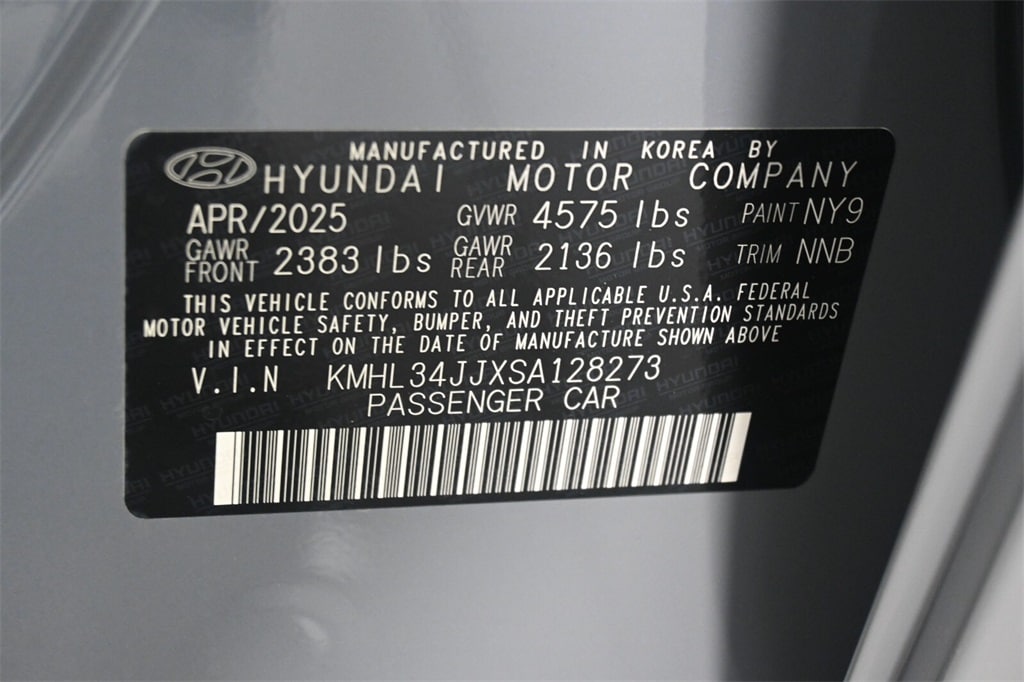 MANUFACTURED IN KOREA BY
HYUNDAI MOTOR COMPANY
APR/2025 GVWR 4575 lbs PAINT NY9
GAWR FRONT 2383 lbs GAWR REAR 2136 lbs TRIM NNB
THIS VEHICLE CONFORMS TO ALL APPLICABLE U.S.A. FEDERAL
MOTOR VEHICLE SAFETY, BUMPER, AND THEFT PREVENTION STANDARDS
IN EFFECT ON THE DATE OF MANUFACTURE SHOWN ABOVE
V.I.N KMHL34JJXSA128273
PASSENGER CAR